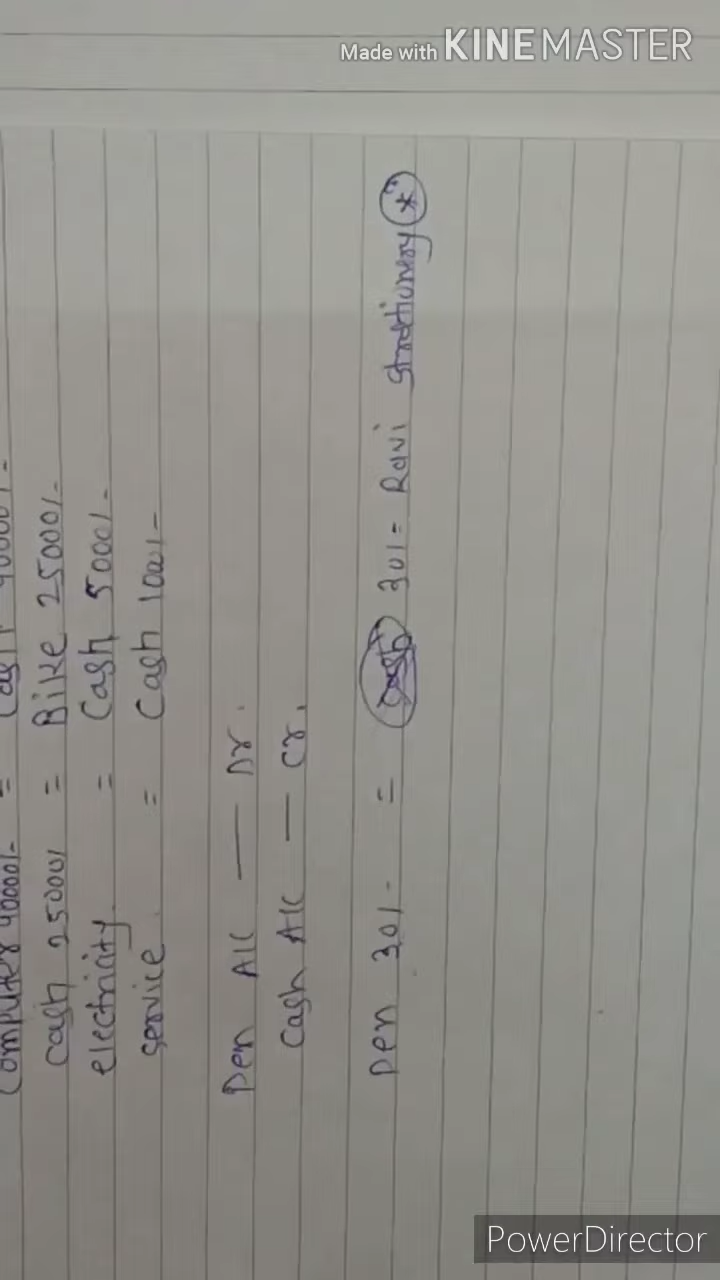 Made with KINEMASTER
Computer 40000/- =
Cash 25000/ = Bike 25000/-
electricity = Cash 5000/-
service = Cash 1000/-
Pen A/c — Dr.
Cash A/c — Cr.
Pen 30/- = Cash 30/= Ravi Stationary *
PowerDirector